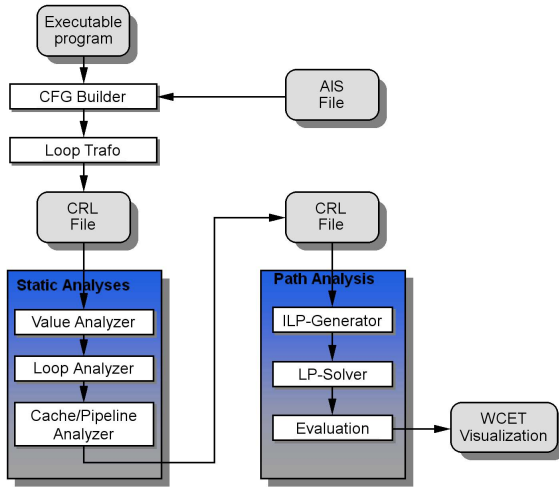 Executable
program
CFG Builder
AIS
File
Loop Trafo
CRL
File
CRL
File
Static Analyses
Value Analyzer
Loop Analyzer
Cache/Pipeline
Analyzer
Path Analysis
ILP-Generator
LP-Solver
Evaluation
WCET
Visualization